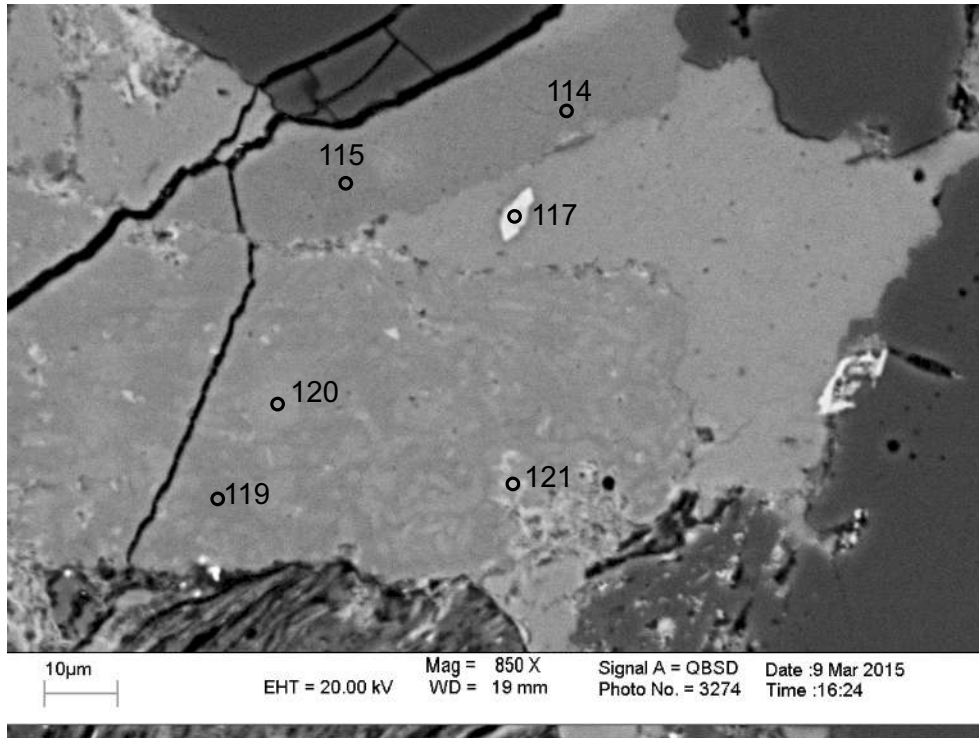 114
115
117
120
121
119
10µm
EHT = 20.00 kV
Mag = 850 X
WD = 19 mm
Signal A = QBSD
Photo No. = 3274
Date :9 Mar 2015
Time :16:24